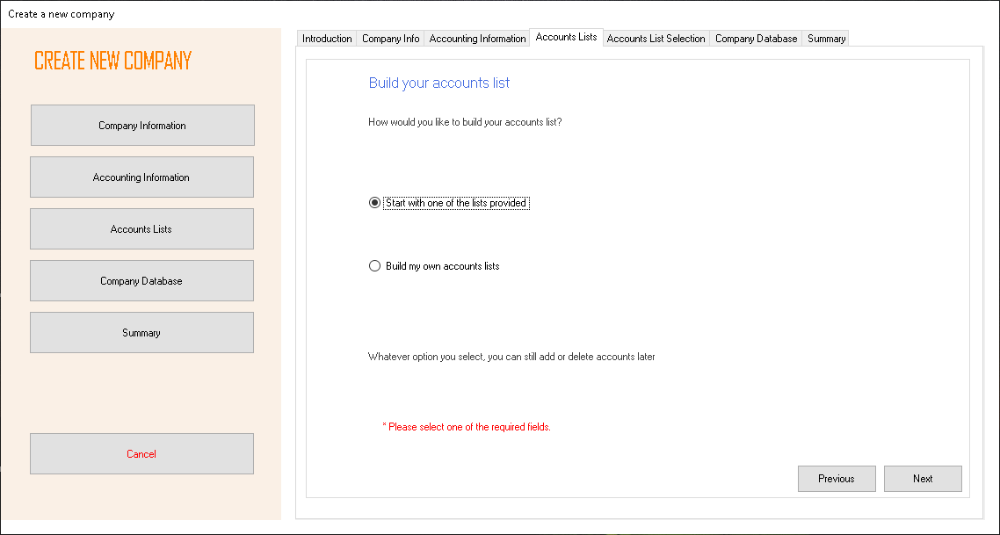 Create a new company
CREATE NEW COMPANY
Company Information
Accounting Information
Accounts Lists
Company Database
Summary
Cancel
Introduction Company Info Accounting Information Accounts Lists Accounts List Selection Company Database Summary
Build your accounts list
How would you like to build your accounts list?
Start with one of the lists provided
Build my own accounts lists
Whatever option you select, you can still add or delete accounts later
* Please select one of the required fields.
Previous Next